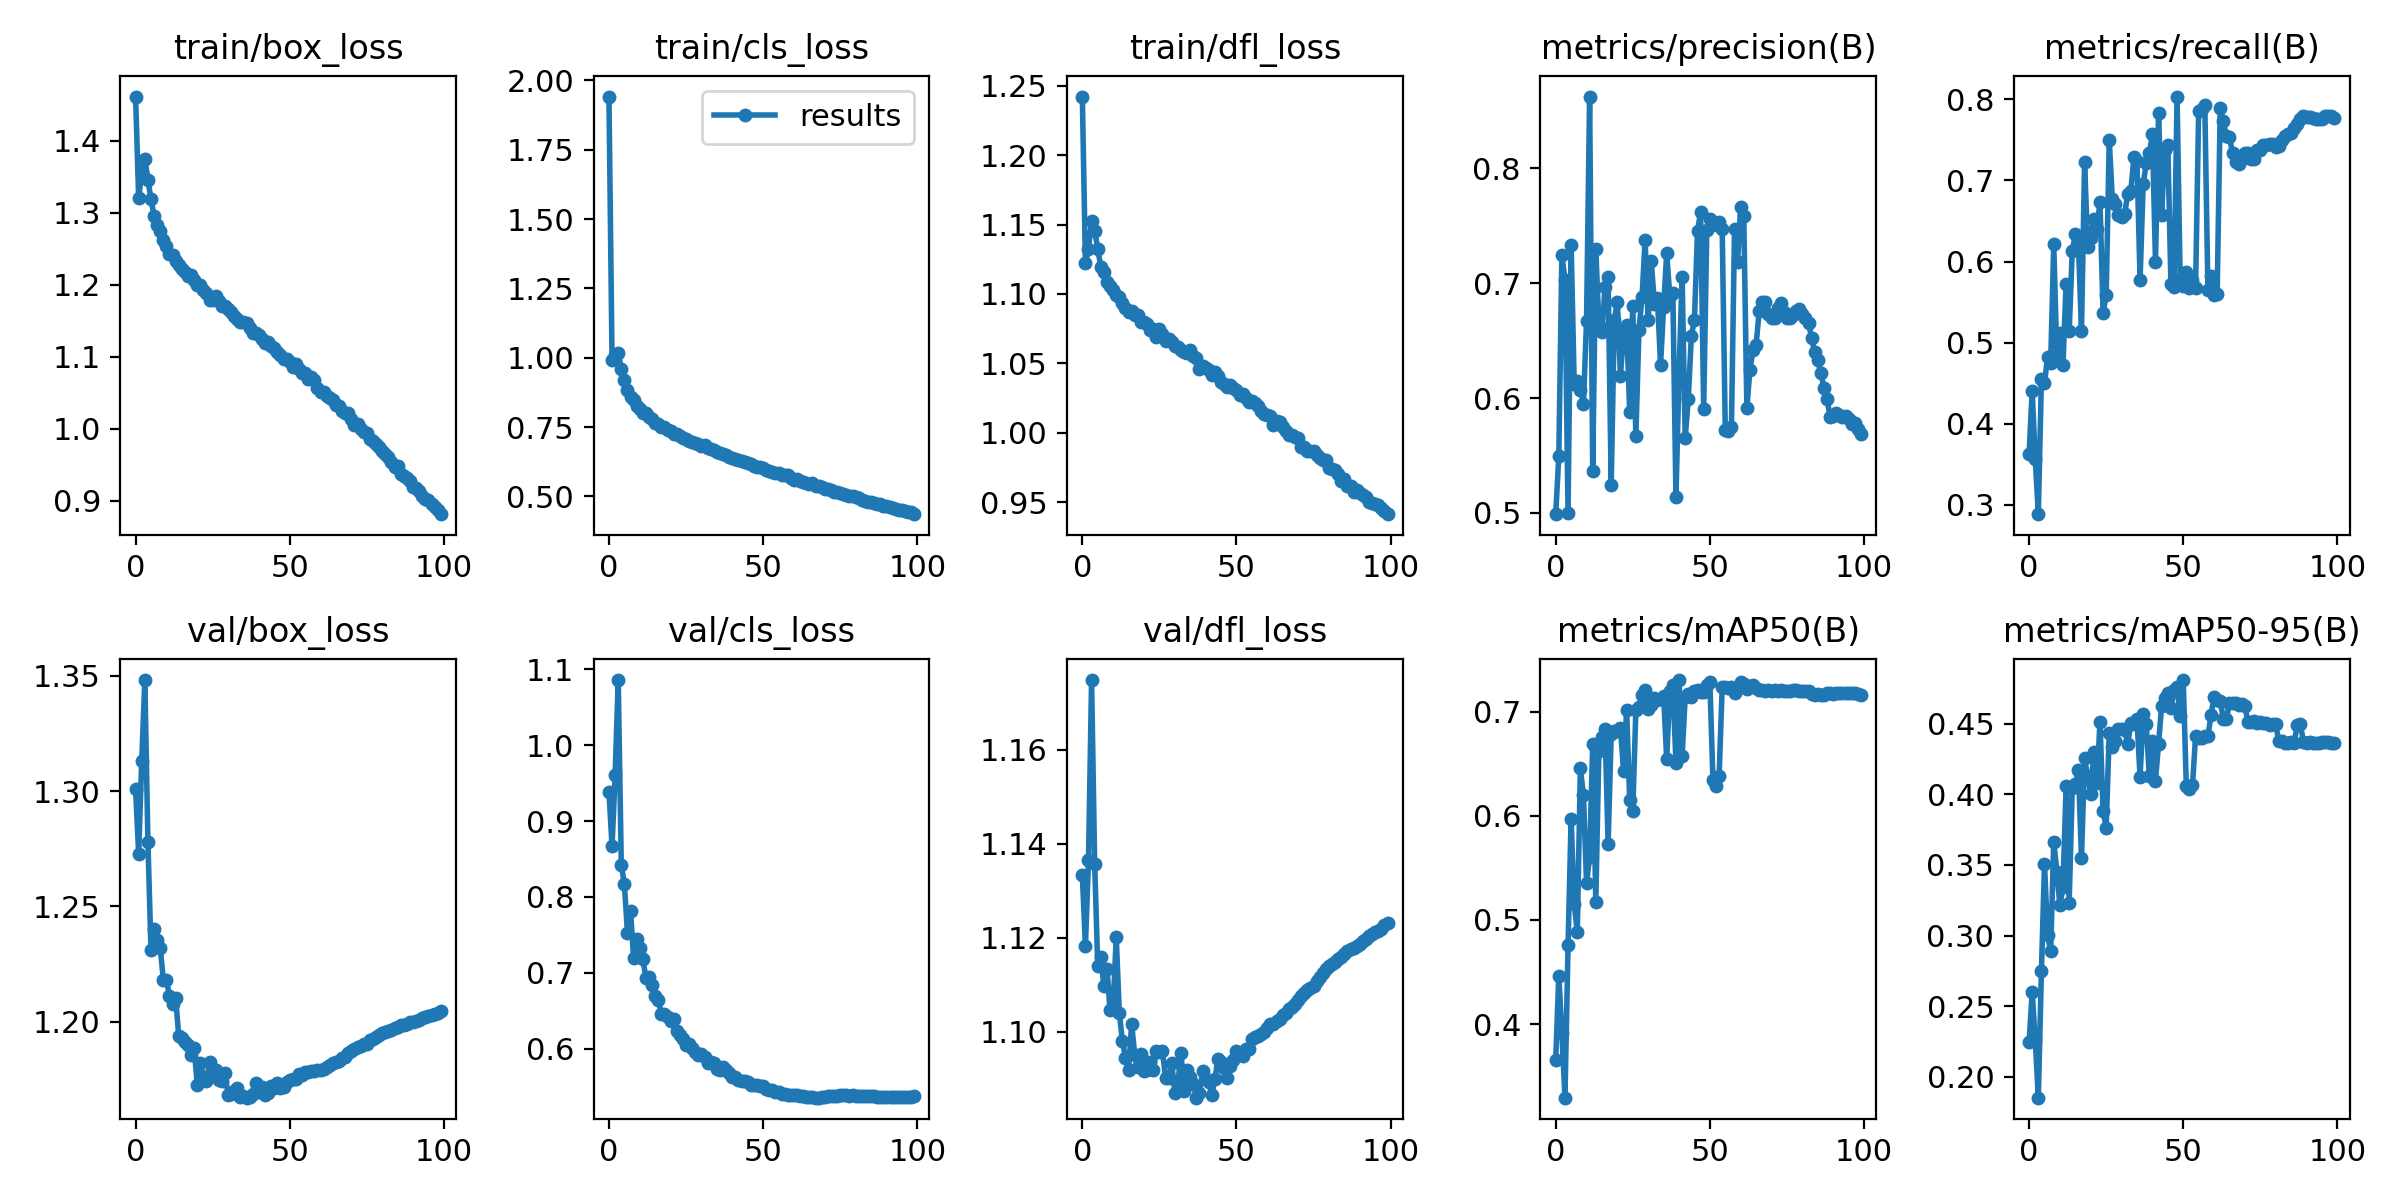 train/box_loss
1.4
1.3
1.2
1.1
1.0
0.9
0 50 100
train/cls_loss
results
2.00
1.75
1.50
1.25
1.00
0.75
0.50
0 50 100
train/dfl_loss
1.25
1.20
1.15
1.10
1.05
1.00
0.95
0 50 100
metrics/precision(B)
0.8
0.7
0.6
0.5
0 50 100
metrics/recall(B)
0.8
0.7
0.6
0.5
0.4
0.3
0 50 100
val/box_loss
1.35
1.30
1.25
1.20
0 50 100
val/cls_loss
1.1
1.0
0.9
0.8
0.7
0.6
0 50 100
val/dfl_loss
1.16
1.14
1.12
1.10
0 50 100
metrics/mAP50(B)
0.7
0.6
0.5
0.4
0 50 100
metrics/mAP50-95(B)
0.45
0.40
0.35
0.30
0.25
0.20
0 50 100